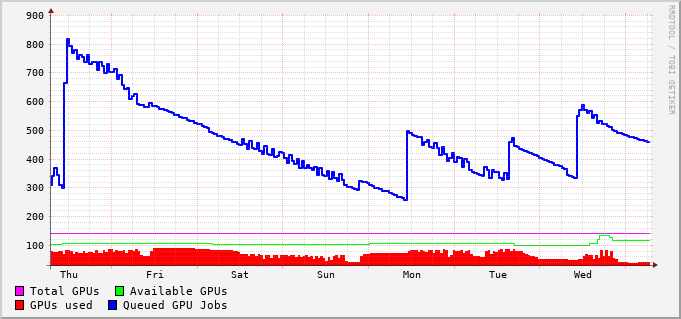 900
800
700
600
500
400
300
200
100
Thu Fri Sat Sun Mon Tue Wed
Total GPUs Available GPUs
GPUs used Queued GPU Jobs
RRDTOOL / TOBI OETIKER